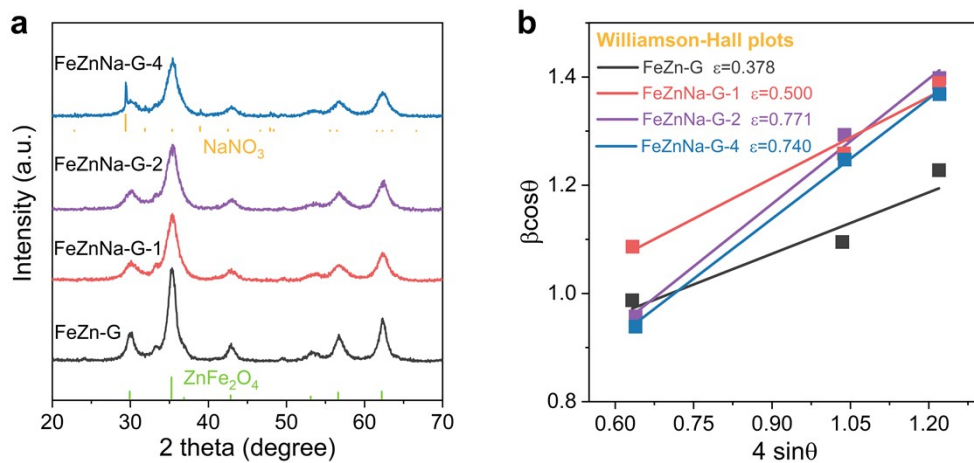 a
Intensity (a.u.)
FeZnNa-G-4
NaNO₃
FeZnNa-G-2
FeZnNa-G-1
FeZn-G
ZnFe₂O₄
20 30 40 50 60 70
2 theta (degree)
b
Williamson-Hall plots
FeZn-G ε=0.378
FeZnNa-G-1 ε=0.500
FeZnNa-G-2 ε=0.771
FeZnNa-G-4 ε=0.740
βcosθ
1.4
1.2
1.0
0.8
0.60 0.75 0.90 1.05 1.20
4 sinθ